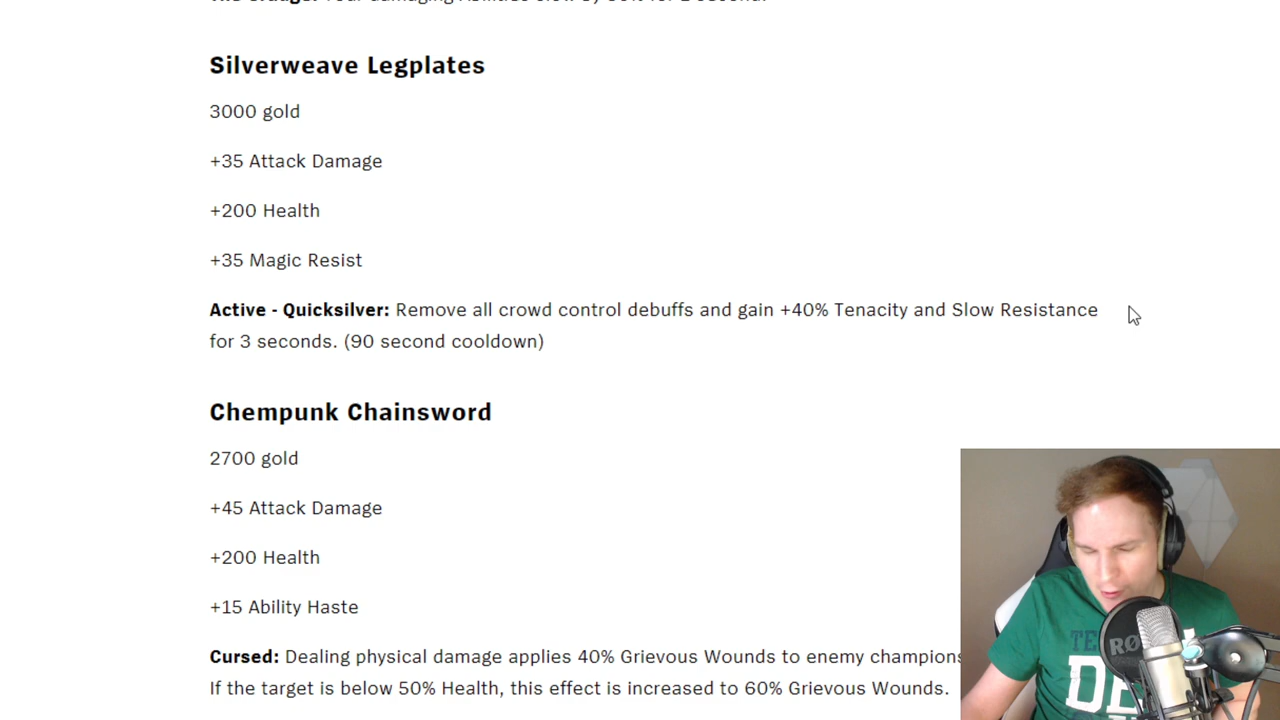 Silverweave Legplates
3000 gold
+35 Attack Damage
+200 Health
+35 Magic Resist
Active - Quicksilver: Remove all crowd control debuffs and gain +40% Tenacity and Slow Resistance
for 3 seconds. (90 second cooldown)
Chempunk Chainsword
2700 gold
+45 Attack Damage
+200 Health
+15 Ability Haste
Cursed: Dealing physical damage applies 40% Grievous Wounds to enemy champions
If the target is below 50% Health, this effect is increased to 60% Grievous Wounds.